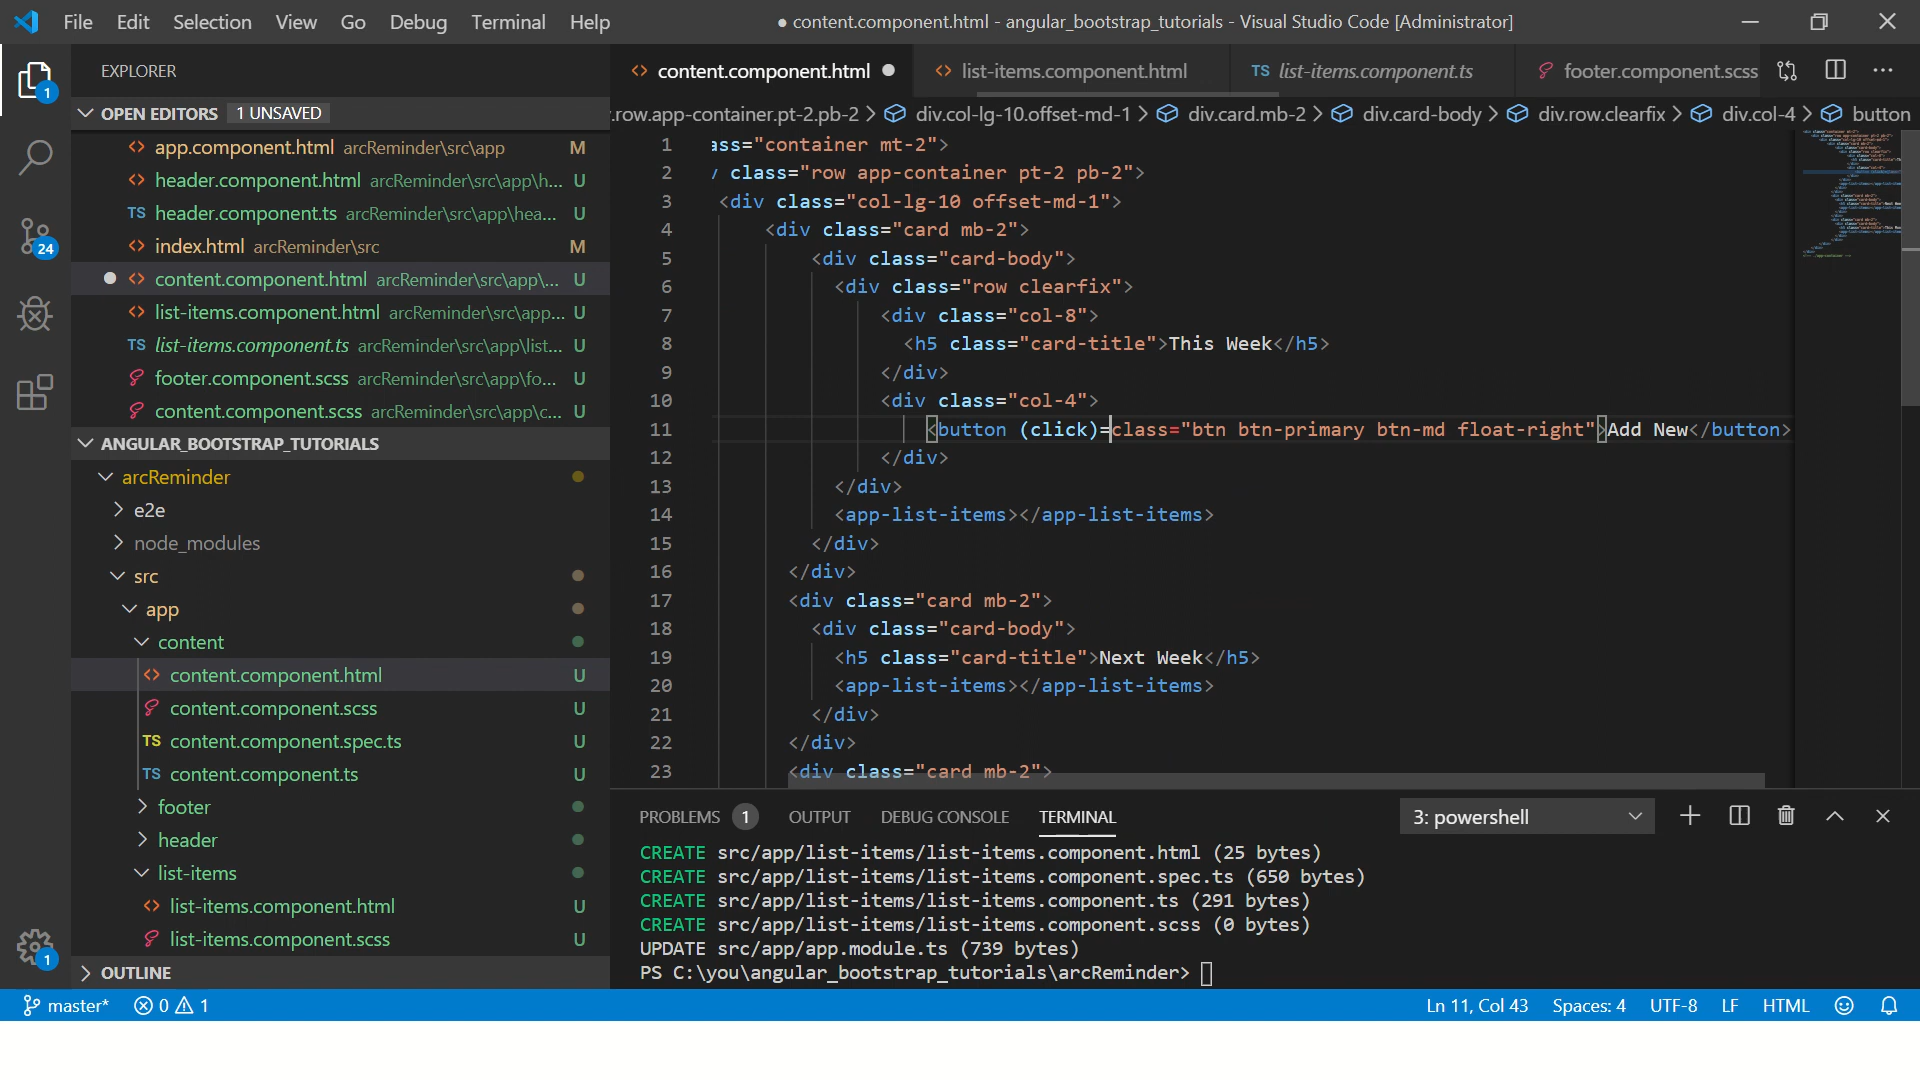 File Edit Selection View Go Debug Terminal Help
● content.component.html - angular_bootstrap_tutorials - Visual Studio Code [Administrator]
EXPLORER
content.component.html
list-items.component.html
TS list-items.component.ts
footer.component.scss
1
OPEN EDITORS 1 UNSAVED
.row.app-container.pt-2.pb-2 > div.col-lg-10.offset-md-1 > div.card.mb-2 > div.card-body > div.row.clearfix > div.col-4 > button
app.component.html arcReminder\src\app M
header.component.html arcReminder\src\app\h... U
TS header.component.ts arcReminder\src\app\hea... U
index.html arcReminder\src M
content.component.html arcReminder\src\app\... U
list-items.component.html arcReminder\src\app... U
TS list-items.component.ts arcReminder\src\app\list... U
footer.component.scss arcReminder\src\app\fo... U
content.component.scss arcReminder\src\app\c... U
24
ANGULAR_BOOTSTRAP_TUTORIALS
arcReminder
e2e
node_modules
src
app
content
content.component.html U
content.component.scss U
TS content.component.spec.ts U
TS content.component.ts U
footer
header
list-items
list-items.component.html U
list-items.component.scss U
1
OUTLINE
1 ass="container mt-2">
2 / class="row app-container pt-2 pb-2">
3 <div class="col-lg-10 offset-md-1">
4 <div class="card mb-2">
5 <div class="card-body">
6 <div class="row clearfix">
7 <div class="col-8">
8 <h5 class="card-title">This Week</h5>
9 </div>
10 <div class="col-4">
11 <button (click)=class="btn btn-primary btn-md float-right">Add New</button>
12 </div>
13 </div>
14 <app-list-items></app-list-items>
15 </div>
16 </div>
17 <div class="card mb-2">
18 <div class="card-body">
19 <h5 class="card-title">Next Week</h5>
20 <app-list-items></app-list-items>
21 </div>
22 </div>
23 <div class="card mb-2">
PROBLEMS 1 OUTPUT DEBUG CONSOLE TERMINAL 3: powershell
CREATE src/app/list-items/list-items.component.html (25 bytes)
CREATE src/app/list-items/list-items.component.spec.ts (650 bytes)
CREATE src/app/list-items/list-items.component.ts (291 bytes)
CREATE src/app/list-items/list-items.component.scss (0 bytes)
UPDATE src/app/app.module.ts (739 bytes)
PS C:\you\angular_bootstrap_tutorials\arcReminder>
master* 0 1 Ln 11, Col 43 Spaces: 4 UTF-8 LF HTML